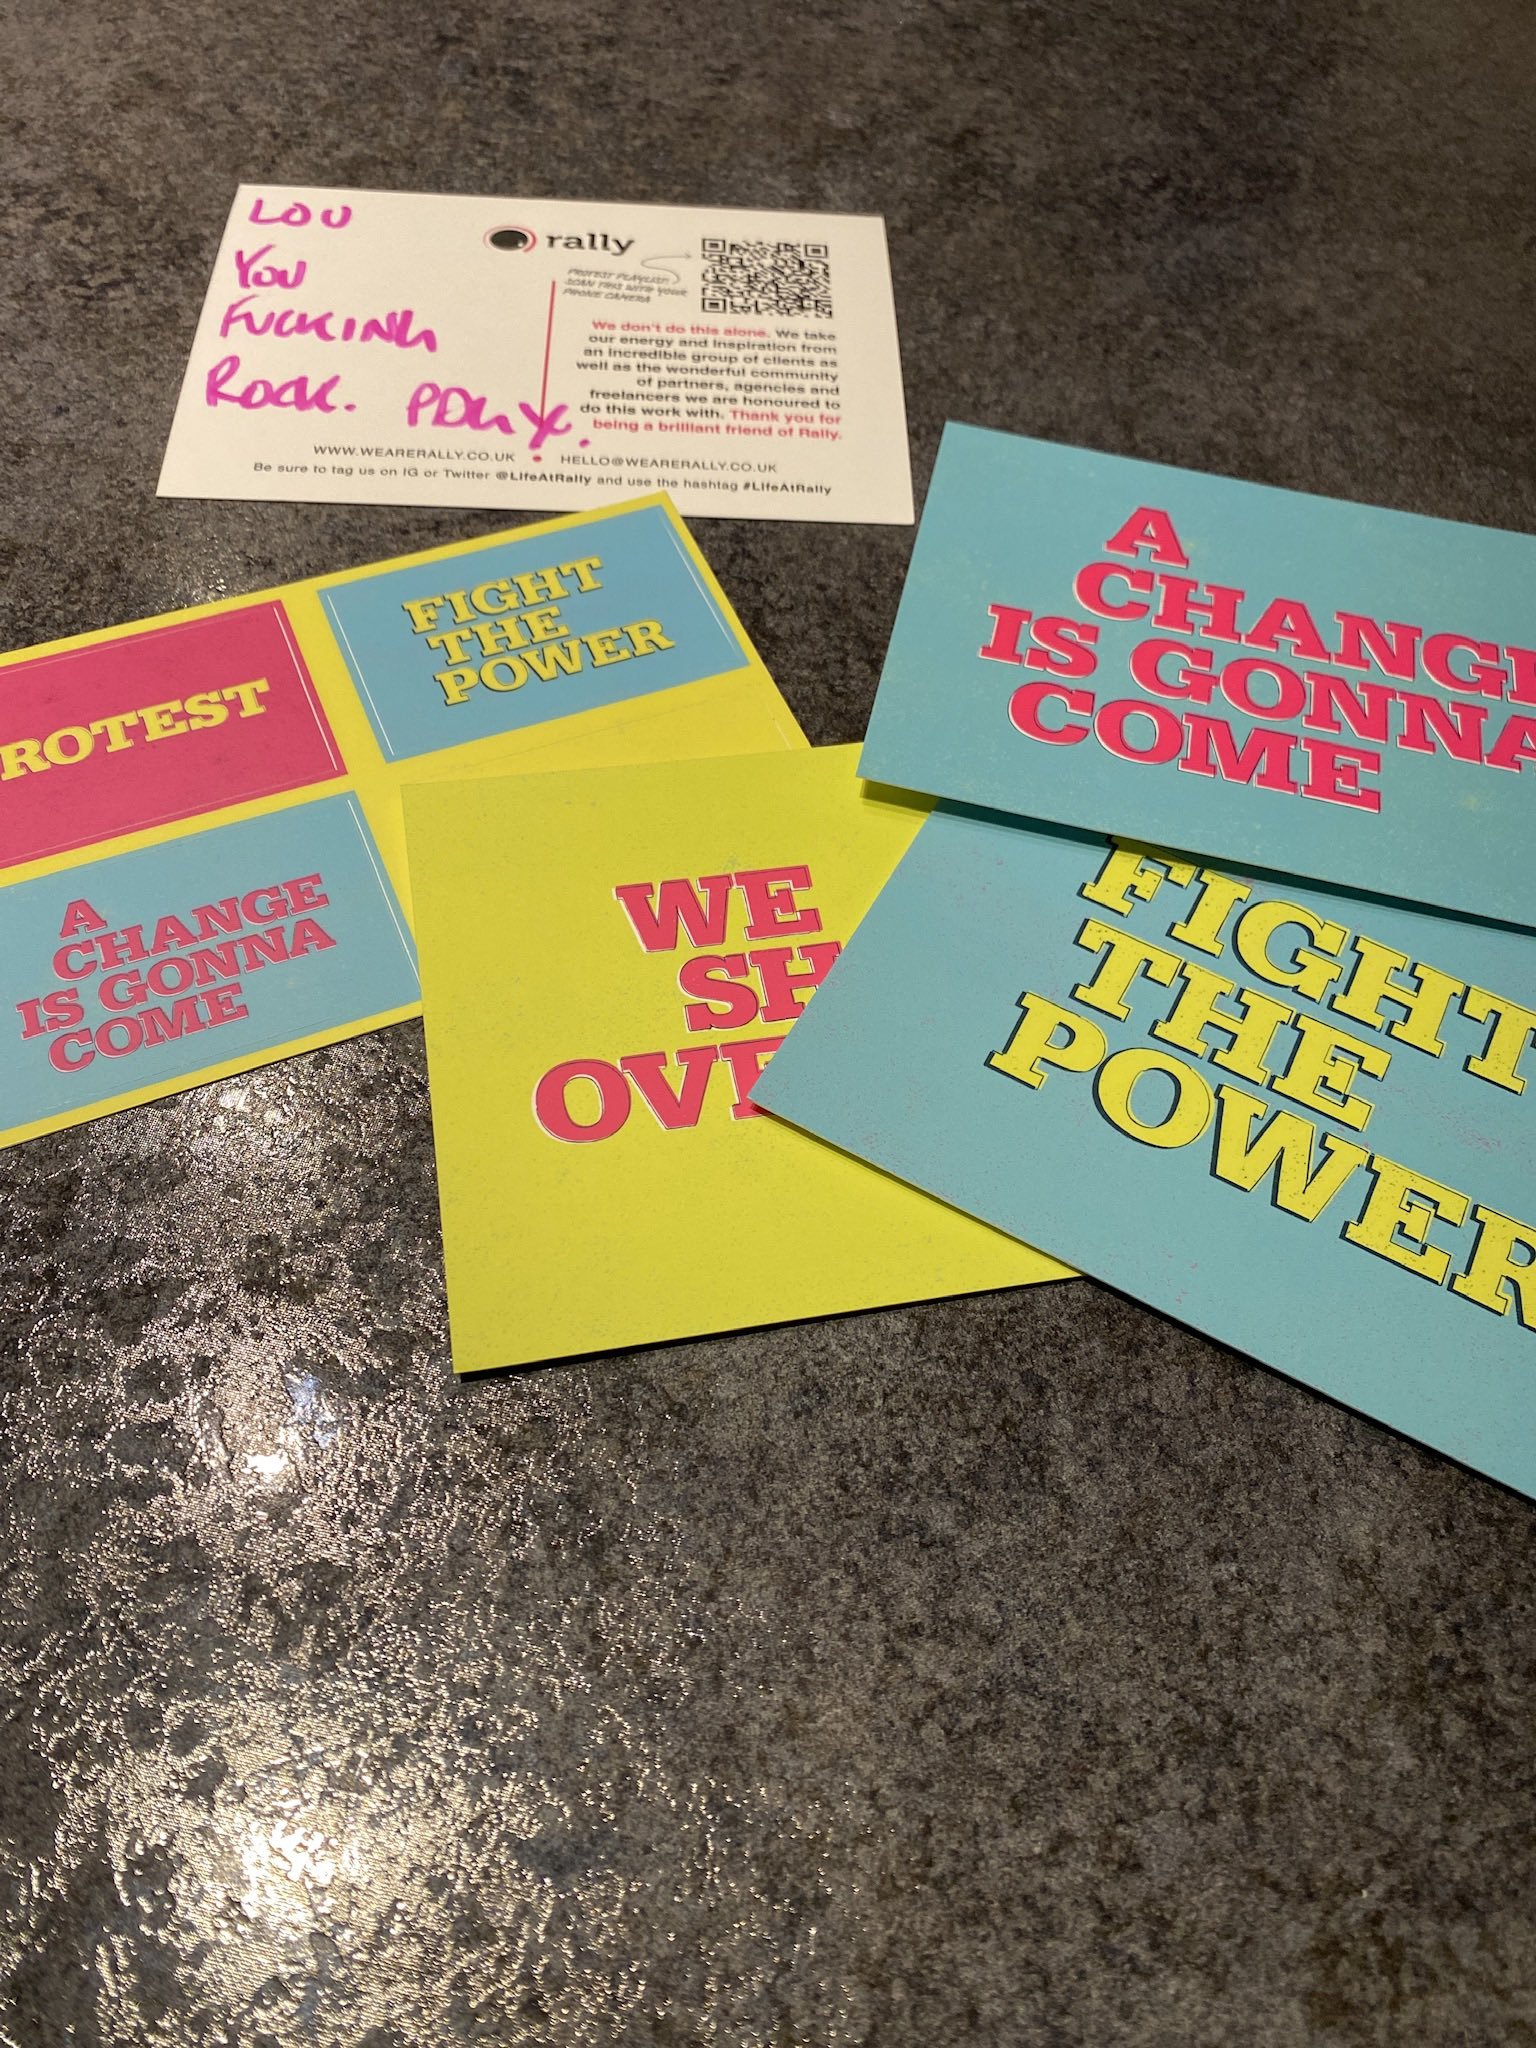 LOU
YOU
FUCKING
ROCK.
rally
PROTEST PLAYLIST!
SCAN THIS WITH YOUR
PHONE CAMERA
We don't do this alone. We take
our energy and inspiration from
an incredible group of clients as
well as the wonderful community
of partners, agencies and
freelancers we are honoured to
do this work with. Thank you for
being a brilliant friend of Rally.
WWW.WEARERALLY.CO.UK HELLO@WEARERALLY.CO.UK
Be sure to tag us on IG or Twitter @LifeAtRally and use the hashtag #LifeAtRally
ROTEST
FIGHT
THE
POWER
A
CHANGE
IS GONNA
COME
WE
SH
OVE
A
CHANGE
IS GONNA
COME
FIGHT
THE
POWER